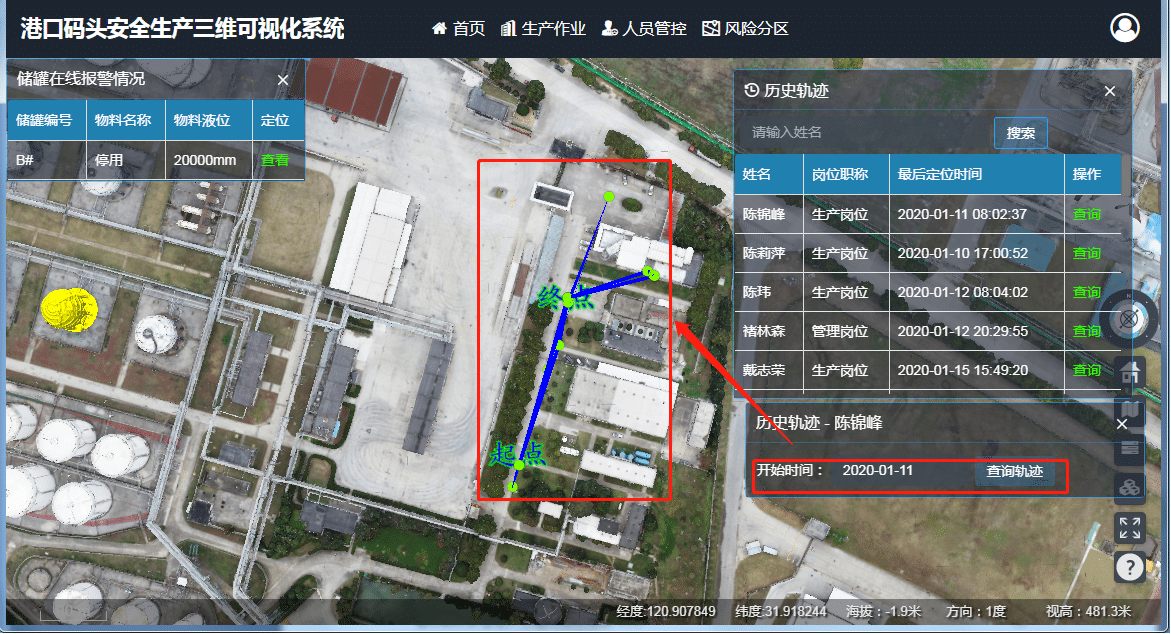 港口码头安全生产三维可视化系统
首页 生产作业 人员管控 风险分区
储罐在线报警情况 ×
储罐编号 物料名称 物料液位 定位
B# 停用 20000mm 查看
历史轨迹 ×
请输入姓名 搜索
姓名 岗位职称 最后定位时间 操作
陈锦峰 生产岗位 2020-01-11 08:02:37 查询
陈莉萍 生产岗位 2020-01-10 17:00:52 查询
陈玮 生产岗位 2020-01-12 08:04:02 查询
褚林森 管理岗位 2020-01-12 20:29:55 查询
戴志荣 生产岗位 2020-01-15 15:49:20 查询
终点
起点
历史轨迹 - 陈锦峰 ×
开始时间： 2020-01-11 查询轨迹
?
经度:120.907849 纬度:31.918244 海拔：-1.9米 方向：1度 视高：481.3米